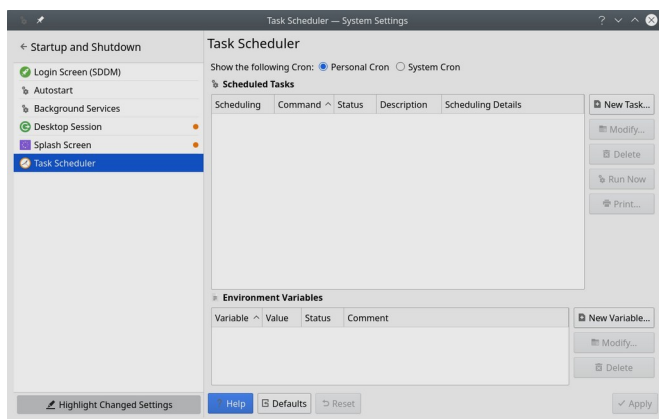 Task Scheduler — System Settings
Startup and Shutdown
Login Screen (SDDM)
Autostart
Background Services
Desktop Session
Splash Screen
Task Scheduler
Highlight Changed Settings
Task Scheduler
Show the following Cron: Personal Cron System Cron
Scheduled Tasks
Scheduling Command Status Description Scheduling Details
New Task...
Modify...
Delete
Run Now
Print...
Environment Variables
Variable Value Status Comment
New Variable...
Modify...
Delete
Help Defaults Reset Apply